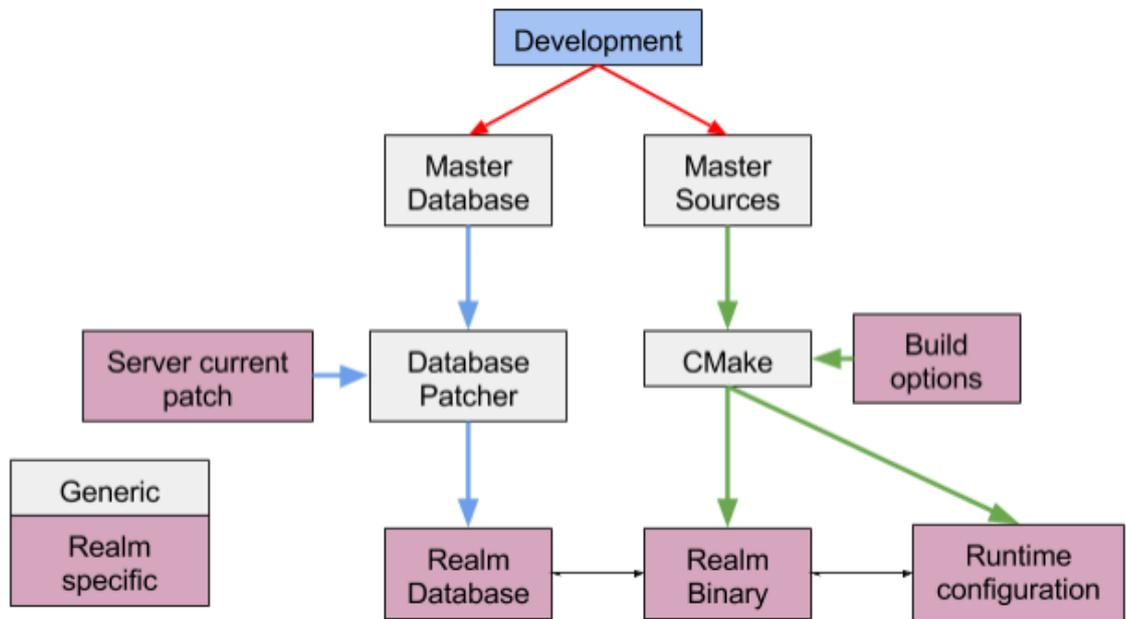 Development
Master
Database
Master
Sources
Server current
patch
Database
Patcher
CMake
Build
options
Generic
Realm
specific
Realm
Database
Realm
Binary
Runtime
configuration